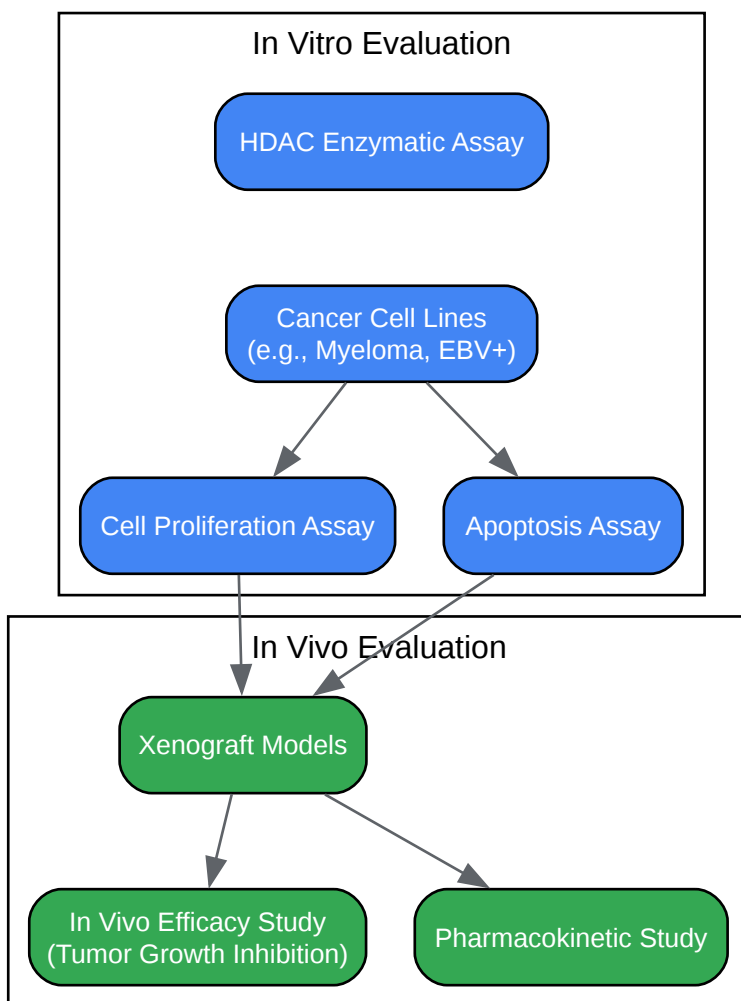 In Vitro Evaluation
HDAC Enzymatic Assay
Cancer Cell Lines
(e.g., Myeloma, EBV+)
Cell Proliferation Assay
Apoptosis Assay
In Vivo Evaluation
Xenograft Models
In Vivo Efficacy Study
(Tumor Growth Inhibition)
Pharmacokinetic Study